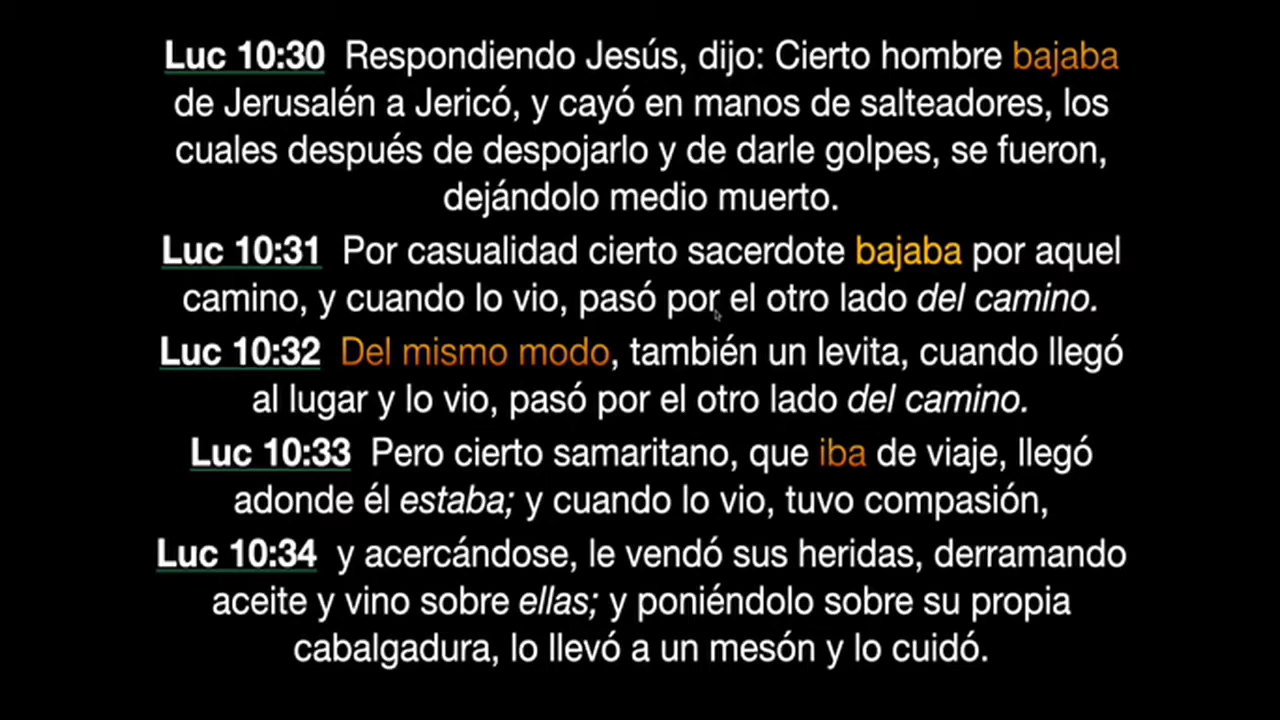 Luc 10:30 Respondiendo Jesús, dijo: Cierto hombre bajaba
de Jerusalén a Jericó, y cayó en manos de salteadores, los
cuales después de despojarlo y de darle golpes, se fueron,
dejándolo medio muerto.
Luc 10:31 Por casualidad cierto sacerdote bajaba por aquel
camino, y cuando lo vio, pasó por el otro lado del camino.
Luc 10:32 Del mismo modo, también un levita, cuando llegó
al lugar y lo vio, pasó por el otro lado del camino.
Luc 10:33 Pero cierto samaritano, que iba de viaje, llegó
adonde él estaba; y cuando lo vio, tuvo compasión,
Luc 10:34 y acercándose, le vendó sus heridas, derramando
aceite y vino sobre ellas; y poniéndolo sobre su propia
cabalgadura, lo llevó a un mesón y lo cuidó.